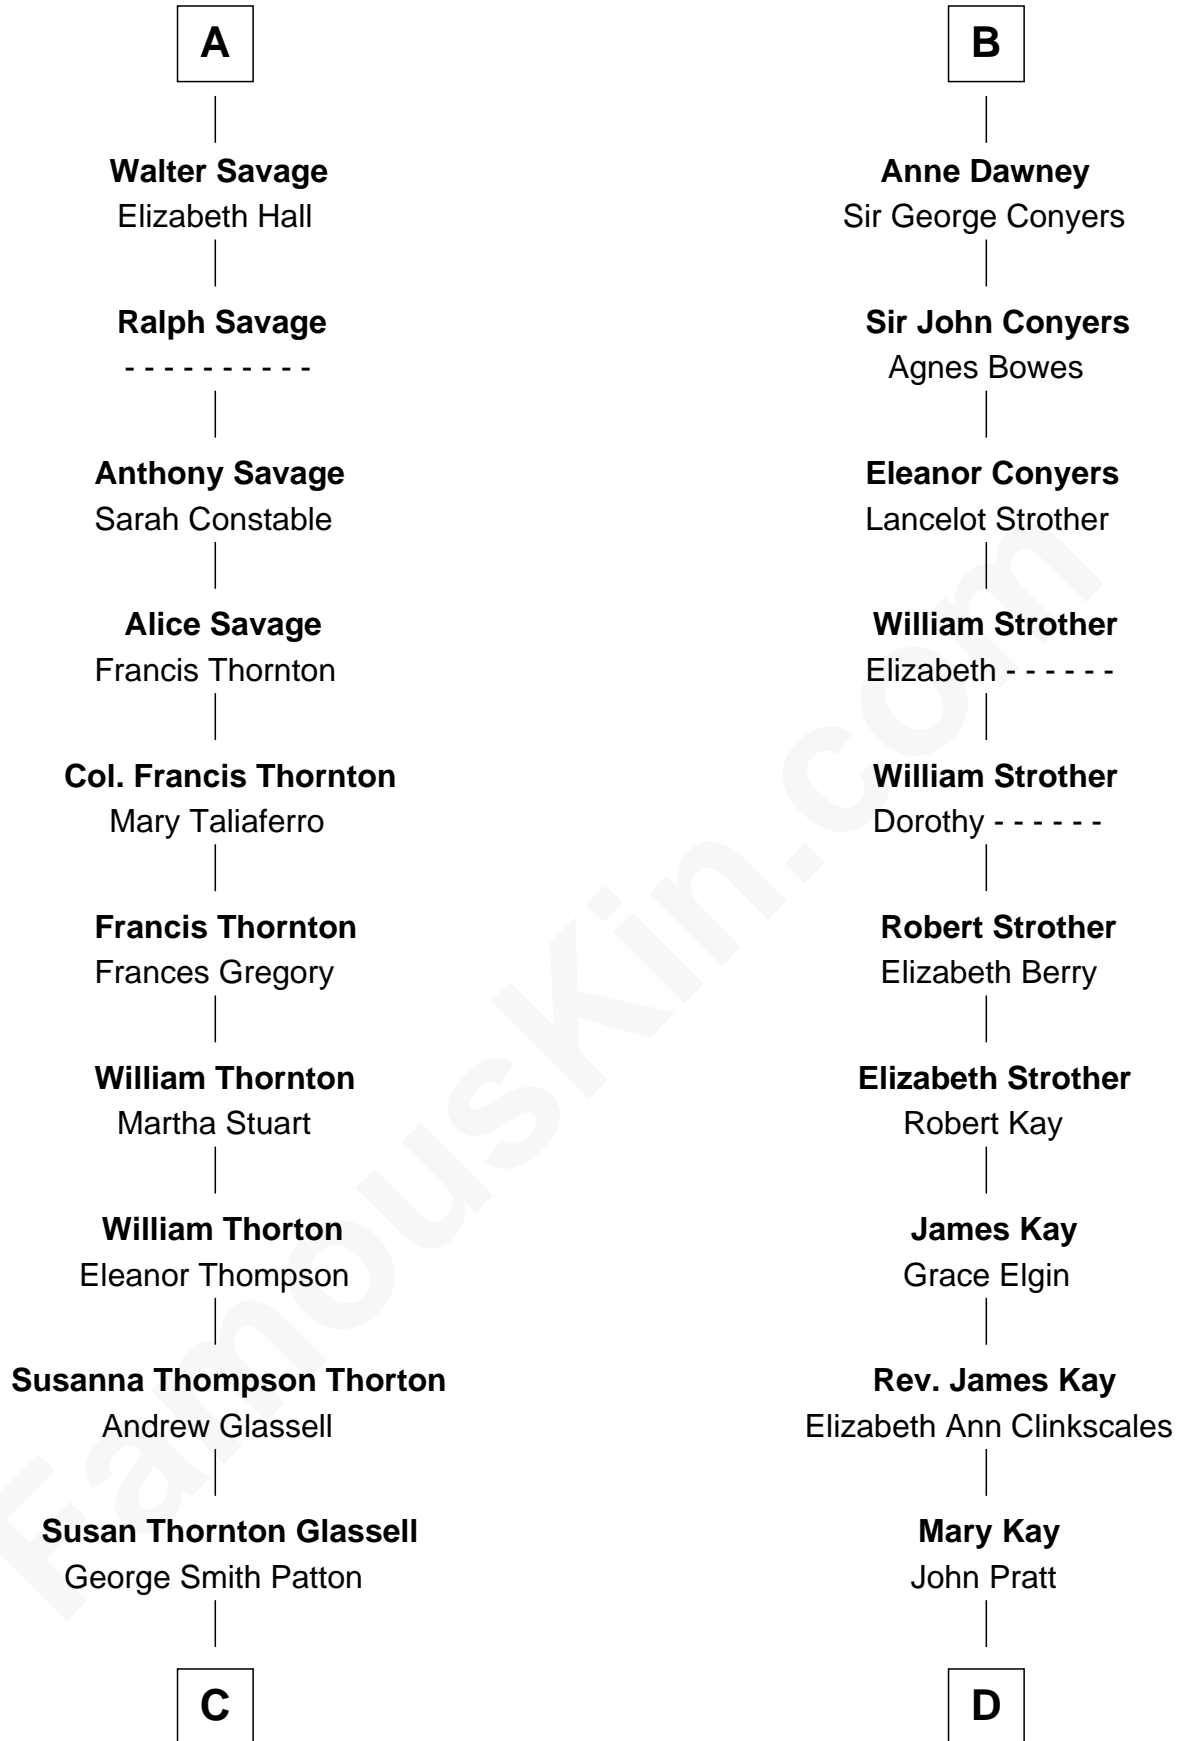 A
Walter Savage
Elizabeth Hall
Ralph Savage
- - - - - - - - - -
Anthony Savage
Sarah Constable
Alice Savage
Francis Thornton
Col. Francis Thornton
Mary Taliaferro
Francis Thornton
Frances Gregory
William Thornton
Martha Stuart
William Thorton
Eleanor Thompson
Susanna Thompson Thorton
Andrew Glassell
Susan Thornton Glassell
George Smith Patton
C
B
Anne Dawney
Sir George Conyers
Sir John Conyers
Agnes Bowes
Eleanor Conyers
Lancelot Strother
William Strother
Elizabeth - - - - - -
William Strother
Dorothy - - - - - -
Robert Strother
Elizabeth Berry
Elizabeth Strother
Robert Kay
James Kay
Grace Elgin
Rev. James Kay
Elizabeth Ann Clinkscales
Mary Kay
John Pratt
D
FamousKin.com